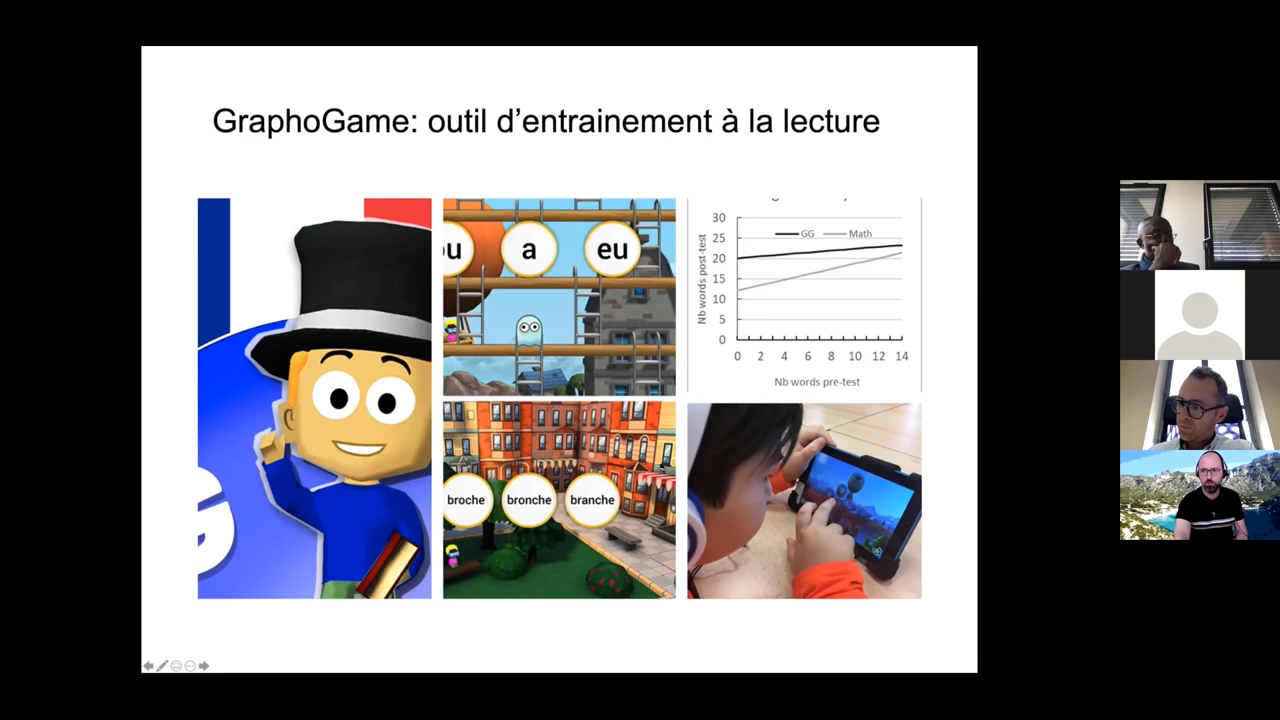 GraphoGame: outil d’entrainement à la lecture
a
eu
broche
bronche
branche
30
25
20
15
10
5
0
GG
Math
Nb words post-test
0 2 4 6 8 10 12 14
Nb words pre-test